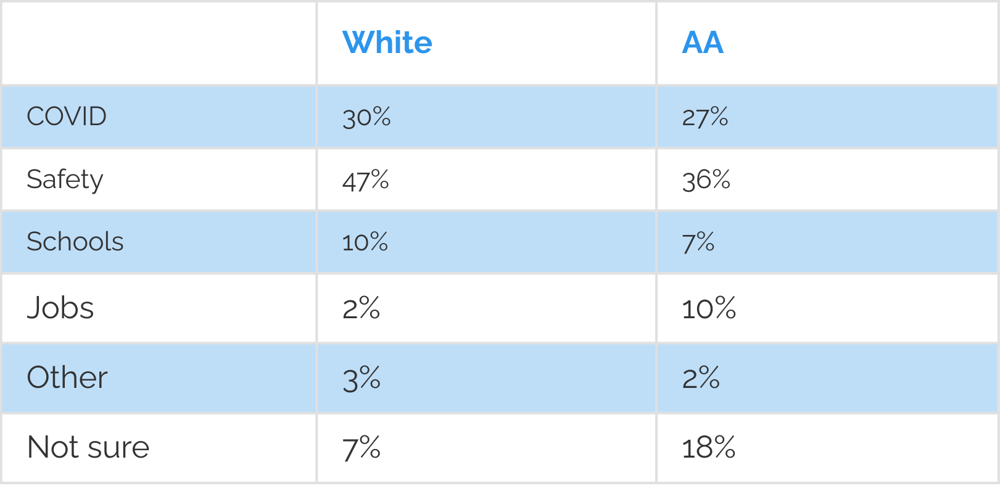 White AA
COVID 30% 27%
Safety 47% 36%
Schools 10% 7%
Jobs 2% 10%
Other 3% 2%
Not sure 7% 18%